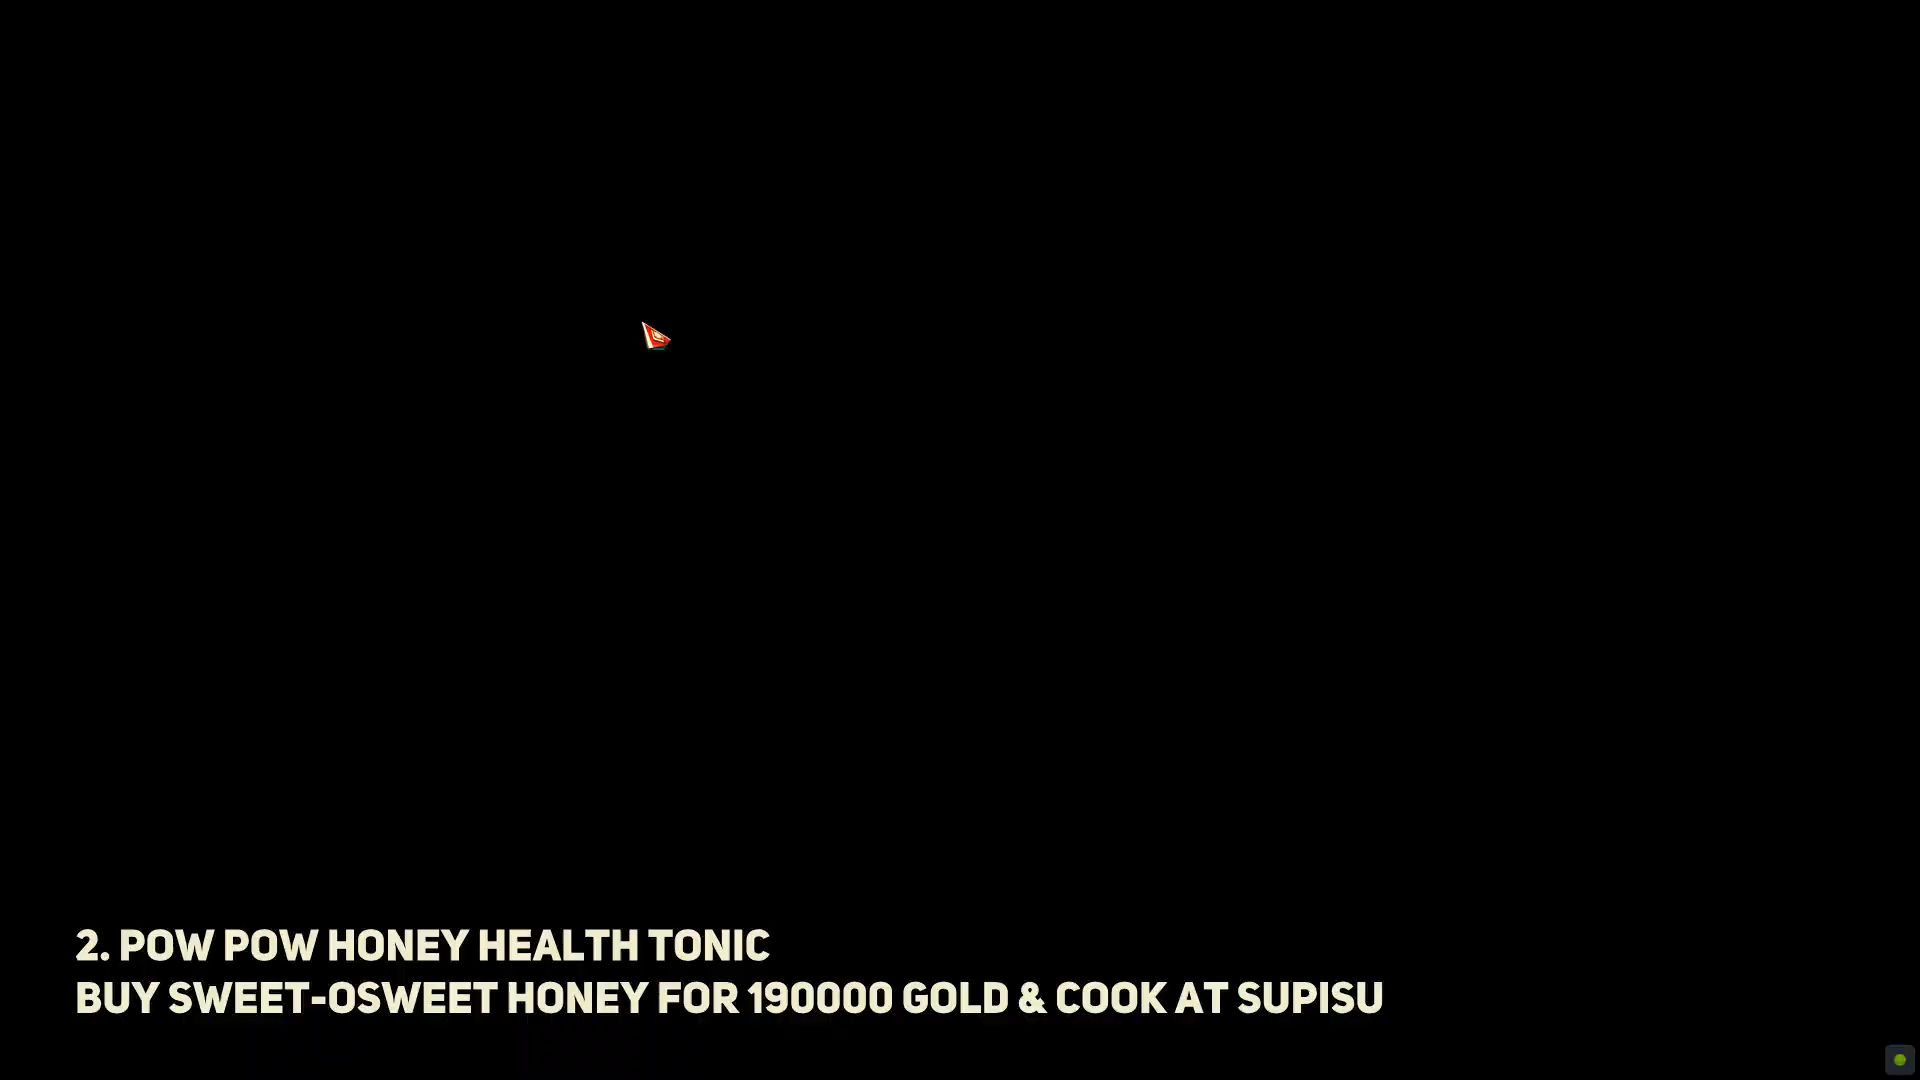 2. POW POW HONEY HEALTH TONIC
BUY SWEET-OSWEET HONEY FOR 190000 GOLD & COOK AT SUPISU